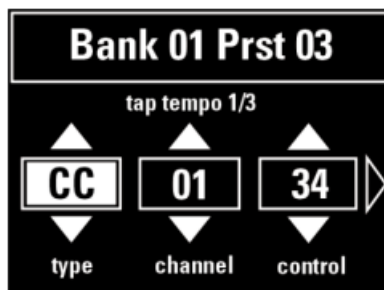 Bank 01 Prst 03
tap tempo 1/3
CC 01 34
type channel control